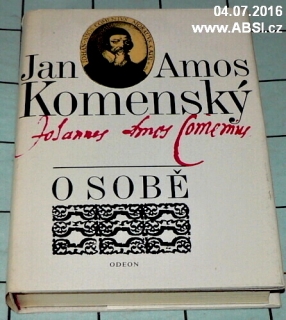 04.07.2016
www.ABSI.cz
Jan Amos
Komenský
Johannes Amos Comenius
O SOBĚ
ODEON